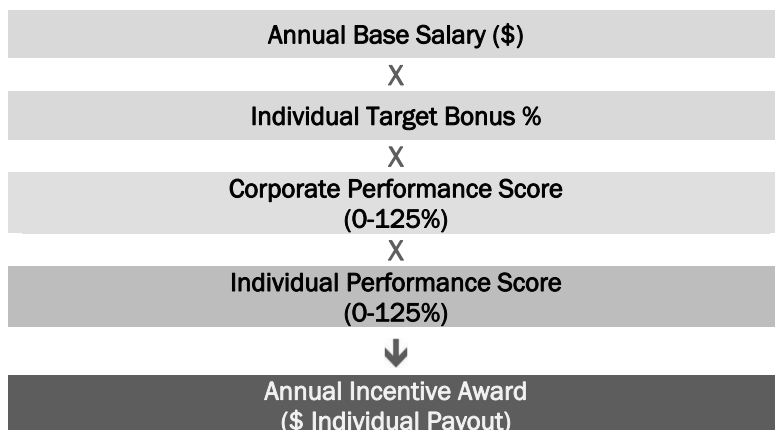 Annual Base Salary ($)
X
Individual Target Bonus %
X
Corporate Performance Score
(0-125%)
X
Individual Performance Score
(0-125%)
Annual Incentive Award
($ Individual Payout)